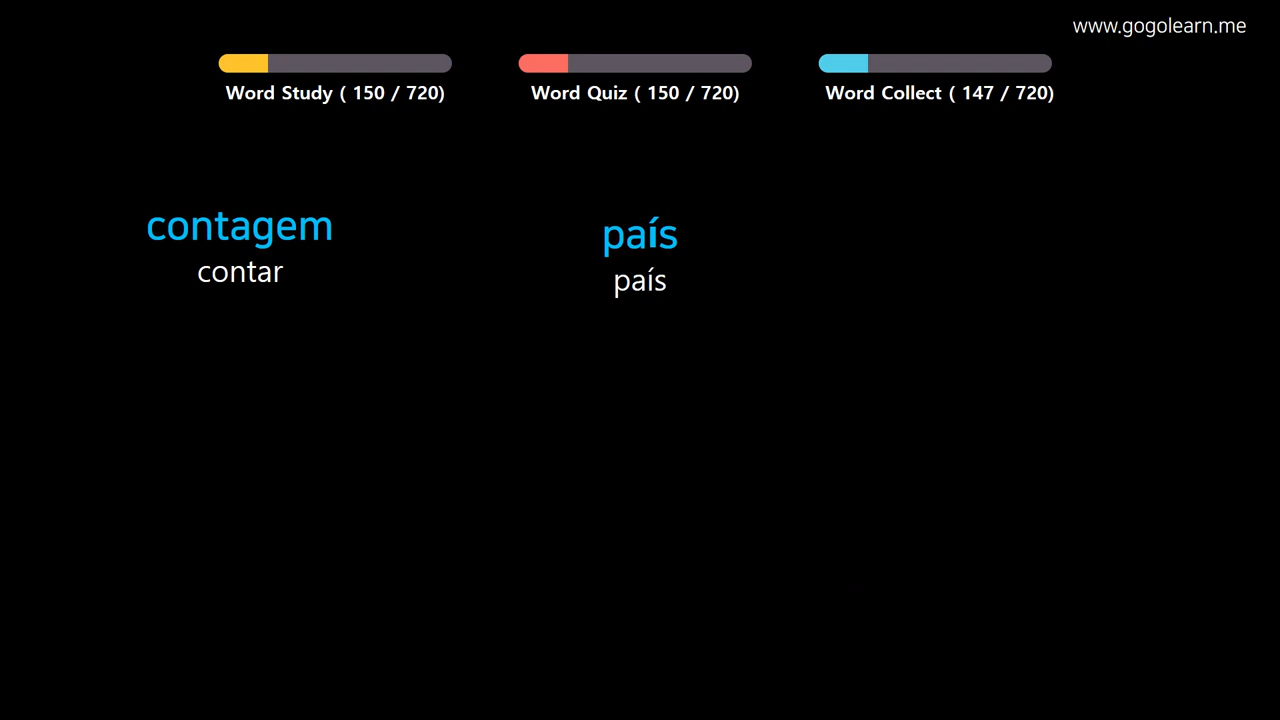 www.gogolearn.me
Word Study ( 150 / 720)
Word Quiz ( 150 / 720)
Word Collect ( 147 / 720)
contagem
contar
país
país